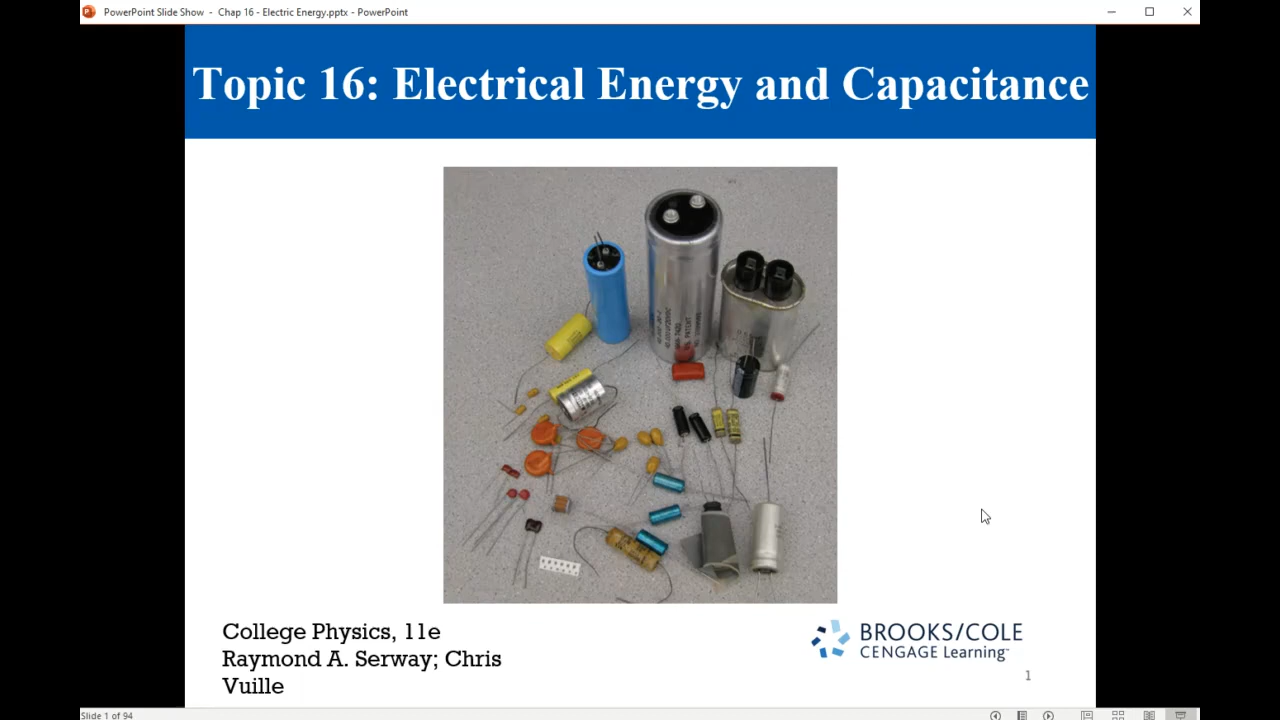 PowerPoint Slide Show - Chap 16 - Electric Energy.pptx - PowerPoint
Topic 16: Electrical Energy and Capacitance
College Physics, 11e
Raymond A. Serway; Chris
Vuille
BROOKS/COLE
CENGAGE Learning™
1
Slide 1 of 94